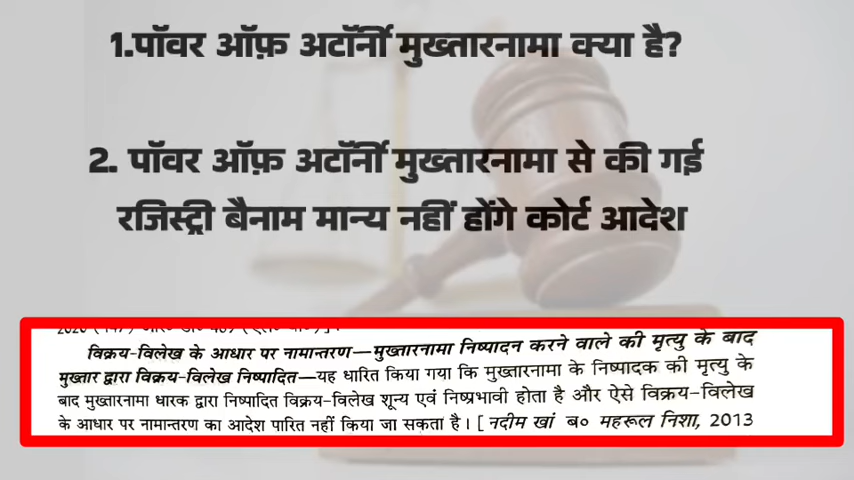 1.पॉवर ऑफ़ अटॉर्नी मुख्तारनामा क्या है?
2. पॉवर ऑफ़ अटॉर्नी मुख्तारनामा से की गई
रजिस्ट्री बैनाम मान्य नहीं होंगे कोर्ट आदेश
विक्रय-विलेख के आधार पर नामान्तरण—मुख्तारनामा निष्पादन करने वाले की मृत्यु के बाद
मुख्तार द्वारा विक्रय-विलेख निष्पादित—यह धारित किया गया कि मुख्तारनामा के निष्पादक की मृत्यु के
बाद मुख्तारनामा धारक द्वारा निष्पादित विक्रय-विलेख शून्य एवं निष्प्रभावी होता है और ऐसे विक्रय-विलेख
के आधार पर नामान्तरण का आदेश पारित नहीं किया जा सकता है। [ नदीम खां ब० महरूल निशा, 2013